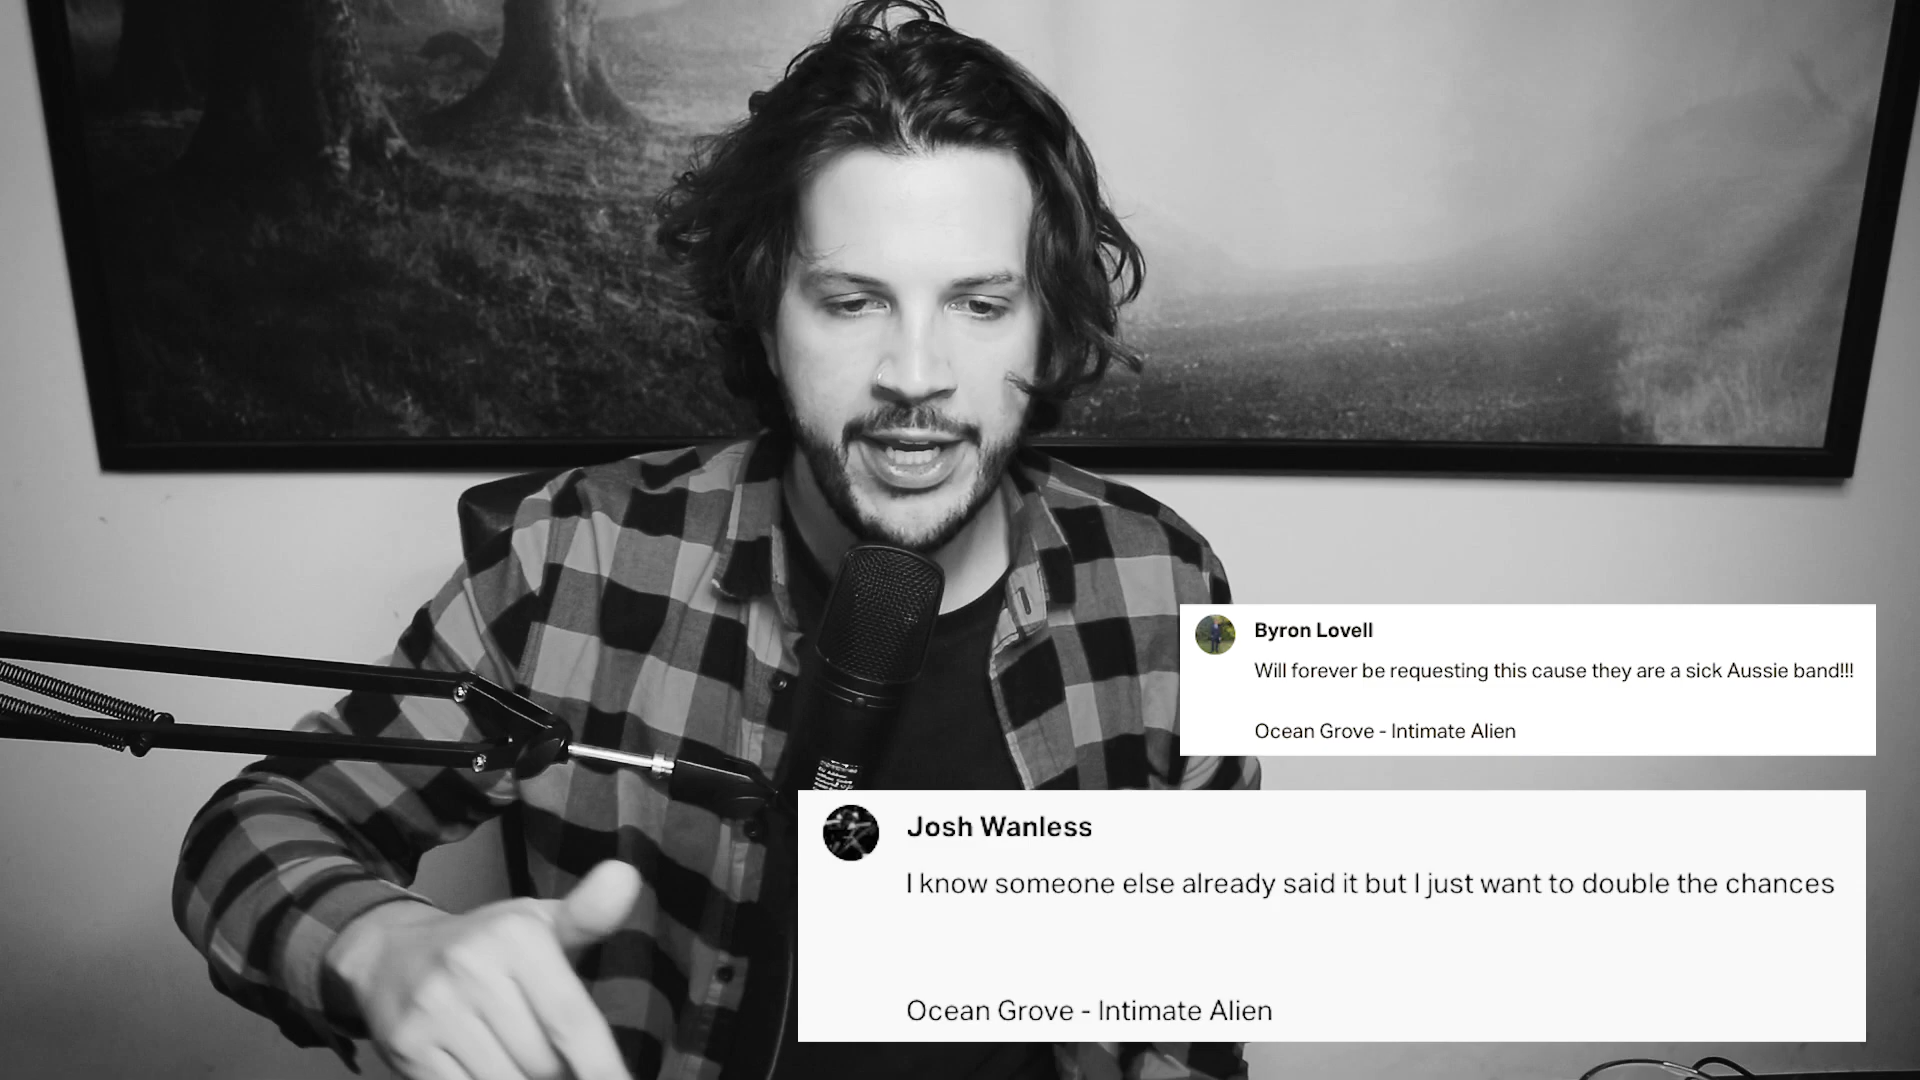 Byron Lovell
Will forever be requesting this cause they are a sick Aussie band!!!
Ocean Grove - Intimate Alien
Josh Wanless
I know someone else already said it but I just want to double the chances
Ocean Grove - Intimate Alien